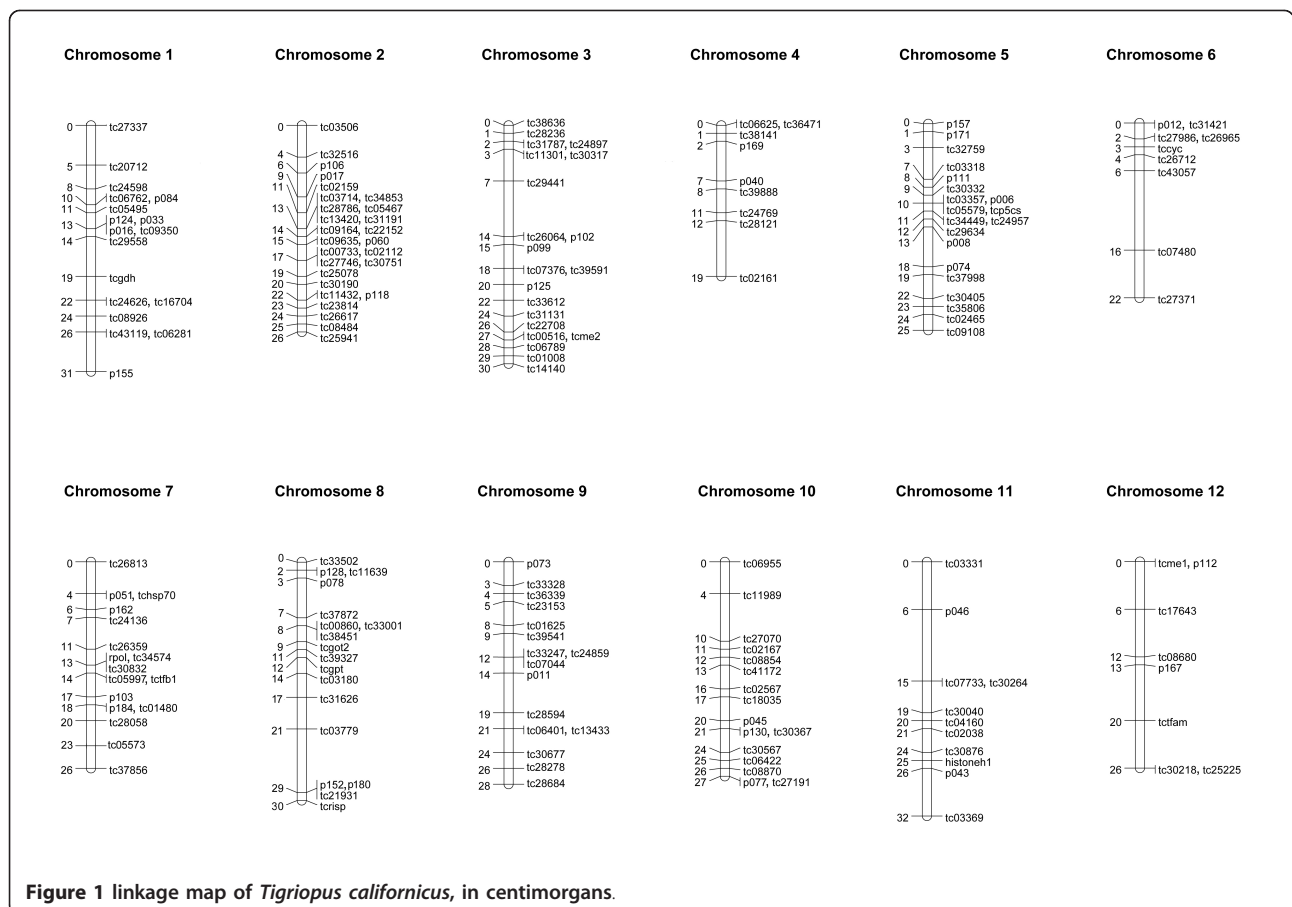 Chromosome 1
0 tc27337
5 tc20712
8 tc24598
10 tc06762, p084
11 tc05495
13 p124, p033
p016, tc09350
14 tc29558
19 tcgdh
22 tc24626, tc16704
24 tc08926
26 tc43119, tc06281
31 p155
Chromosome 2
0 tc03506
4 tc32516
6 p106
9 p017
11 tc02159
tc03714, tc34853
13 tc28786, tc05467
tc13420, tc31191
14 tc09164, tc22152
15 tc09635, p060
tc00733, tc02112
17 tc27746, tc30751
19 tc25078
20 tc30190
22 tc11432, p118
23 tc23814
24 tc26617
25 tc08484
26 tc25941
Chromosome 3
0 tc38636
1 tc28236
2 tc31787, tc24897
3 tc11301, tc30317
7 tc29441
14 tc26064, p102
15 p099
18 tc07376, tc39591
20 p125
22 tc33612
24 tc31131
26 tc22708
27 tc00516, tcme2
28 tc06789
29 tc01008
30 tc14140
Chromosome 4
0 tc06625, tc36471
1 tc38141
2 p169
7 p040
8 tc39888
11 tc24769
12 tc28121
19 tc02161
Chromosome 5
0 p157
1 p171
3 tc32759
7 tc03318
8 p111
9 tc30332
10 tc03357, p006
tc05579, tcp5cs
11 tc34449, tc24957
12 tc29634
13 p008
18 p074
19 tc37998
22 tc30405
23 tc35806
24 tc02465
25 tc09108
Chromosome 6
0 p012, tc31421
2 tc27986, tc26965
3 tccyc
4 tc26712
6 tc43057
16 tc07480
22 tc27371
Chromosome 7
0 tc26813
4 p051, tchsp70
6 p162
7 tc24136
11 tc26359
13 rpol, tc34574
tc30832
14 tc05997, tctfb1
17 p103
18 p184, tc01480
20 tc28058
23 tc05573
26 tc37856
Chromosome 8
0 tc33502
2 p128, tc11639
3 p078
7 tc37872
8 tc00860, tc33001
tc38451
9 tcgot2
11 tc39327
12 tcgpt
14 tc03180
17 tc31626
21 tc03779
29 p152,p180
tc21931
30 tcrisp
Chromosome 9
0 p073
3 tc33328
4 tc36339
5 tc23153
8 tc01625
9 tc39541
12 tc33247, tc24859
tc07044
14 p011
19 tc28594
21 tc06401, tc13433
24 tc30677
26 tc28278
28 tc28684
Chromosome 10
0 tc06955
4 tc11989
10 tc27070
11 tc02167
12 tc08854
13 tc41172
16 tc02567
17 tc18035
20 p045
21 p130, tc30367
24 tc30567
25 tc06422
26 tc08870
27 p077, tc27191
Chromosome 11
0 tc03331
6 p046
15 tc07733, tc30264
19 tc30040
20 tc04160
21 tc02038
24 tc30876
25 histoneh1
26 p043
32 tc03369
Chromosome 12
0 tcme1, p112
6 tc17643
12 tc08680
13 p167
20 tctfam
26 tc30218, tc25225
Figure 1 linkage map of Tigriopus californicus, in centimorgans.